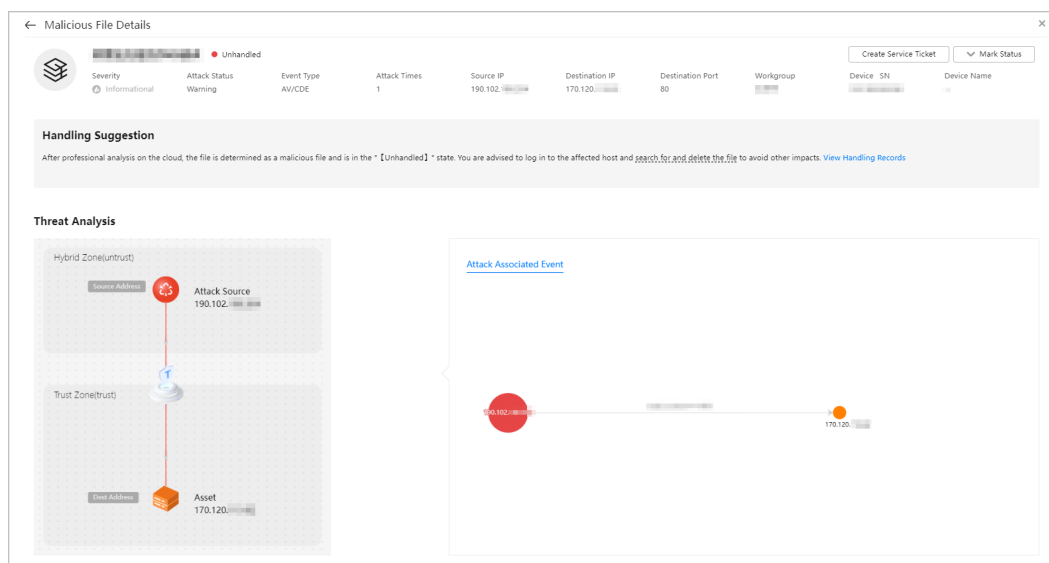 ← Malicious File Details ×
Unhandled
Create Service Ticket
Mark Status
Severity Attack Status Event Type Attack Times Source IP Destination IP Destination Port Workgroup Device SN Device Name
Informational Warning AV/CDE 1 190.102. 170.120. 80
Handling Suggestion
After professional analysis on the cloud, the file is determined as a malicious file and is in the "【Unhandled】" state. You are advised to log in to the affected host and search for and delete the file to avoid other impacts. View Handling Records
Threat Analysis
Hybrid Zone(untrust)
Source Address
Attack Source
190.102.
Trust Zone(trust)
Dest Address
Asset
170.120.
Attack Associated Event
190.102.
170.120.